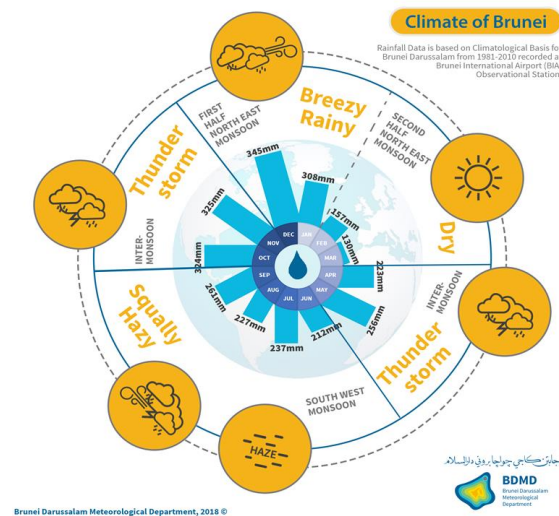 Climate of Brunei
Rainfall Data is based on Climatological Basis fo
Brunei Darussalam from 1981-2010 recorded a
Brunei International Airport (BIA
Observational Station
FIRST
HALF
NORTH EAST
MONSOON
Breezy
Rainy
SECOND
HALF
NORTH EAST
MONSOON
Dry
INTER-
MONSOON
Thunder
storm
SOUTH WEST
MONSOON
HAZE
Squally
Hazy
INTER-
MONSOON
Thunder
storm
345mm
308mm
157mm
130mm
223mm
256mm
212mm
237mm
227mm
261mm
324mm
325mm
DEC
JAN
FEB
MAR
APR
MAY
JUN
JUL
AUG
SEP
OCT
NOV
BDMD
Brunei Darussalam
Meteorological
Department
Brunei Darussalam
Meteorological Department, 2018 ©